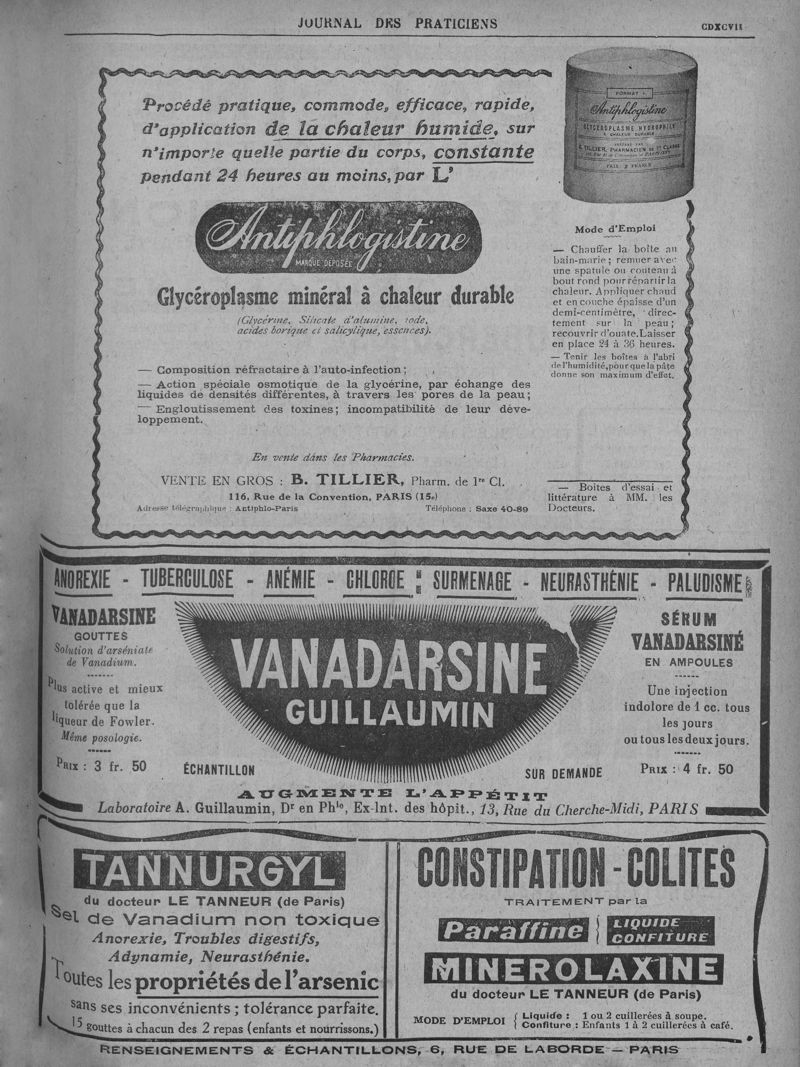 JOURNAL DES PRATICIENS
CDXCVII
Procédé pratique, commode, efficace, rapide,
d'application de la chaleur humide, sur
n'importe quelle partie du corps, constante
pendant 24 heures au moins, par L'
Antiphlogistine
MARQUE DÉPOSÉE
Glycéroplasme minéral à chaleur durable
(Glycérine, Silicate d'alumine, iode,
acides borique et salicylique, essences).
— Composition réfractaire à l'auto-infection;
— Action spéciale osmotique de la glycérine, par échange des
liquides de densités différentes, à travers les pores de la peau;
— Engloutissement des toxines; incompatibilité de leur déve-
loppement.
En vente dans les Pharmacies.
VENTE EN GROS : B. TILLIER, Pharm. de 1re Cl.
116, Rue de la Convention, PARIS (15e)
Adresse télégraphique : Antiphlo-Paris
Téléphone : Saxe 40-89
FORMAT
Antiphlogistine
GLYCÉROPLASME HYDROPHILE
A CHALEUR DURABLE
B. TILLIER, PHARMACIEN DE 1re CLASSE
Mode d'Emploi
— Chauffer la boîte au
bain-marie; remuer avec
une spatule ou couteau à
bout rond pour répartir la
chaleur. Appliquer chaud
et en couche épaisse d'un
demi-centimètre, direc-
tement sur la peau;
recouvrir d'ouate. Laisser
en place 24 à 36 heures.
— Tenir les boîtes à l'abri
de l'humidité, pour que la pâte
donne son maximum d'effet.
— Boîtes d'essai et
littérature à MM. les
Docteurs.
ANOREXIE - TUBERCULOSE - ANÉMIE - CHLOROSE - SURMENAGE - NEURASTHÉNIE - PALUDISME
VANADARSINE
GOUTTES
Solution d'arséniate
de Vanadium.
Plus active et mieux
tolérée que la
liqueur de Fowler.
Même posologie.
PRIX : 3 fr. 50
VANADARSINE
GUILLAUMIN
ÉCHANTILLON
SUR DEMANDE
SÉRUM
VANADARSINÉ
EN AMPOULES
Une injection
indolore de 1 cc. tous
les jours
ou tous les deux jours.
PRIX : 4 fr. 50
AUGMENTE L'APPÉTIT
Laboratoire A. Guillaumin, Dr en Phie, Ex-Int. des hôpit., 13, Rue du Cherche-Midi, PARIS
TANNURGYL
du docteur LE TANNEUR (de Paris)
Sel de Vanadium non toxique
Anorexie, Troubles digestifs,
Adynamie, Neurasthénie.
Toutes les propriétés de l'arsenic
sans ses inconvénients; tolérance parfaite.
15 gouttes à chacun des 2 repas (enfants et nourrissons.)
CONSTIPATION - COLITES
TRAITEMENT par la
Paraffine { LIQUIDE
CONFITURE
MINEROLAXINE
du docteur LE TANNEUR (de Paris)
MODE D'EMPLOI { Liquide : 1 ou 2 cuillerées à soupe.
Confiture : Enfants 1 à 2 cuillerées à café.
RENSEIGNEMENTS & ÉCHANTILLONS, 6, RUE DE LABORDE — PARIS